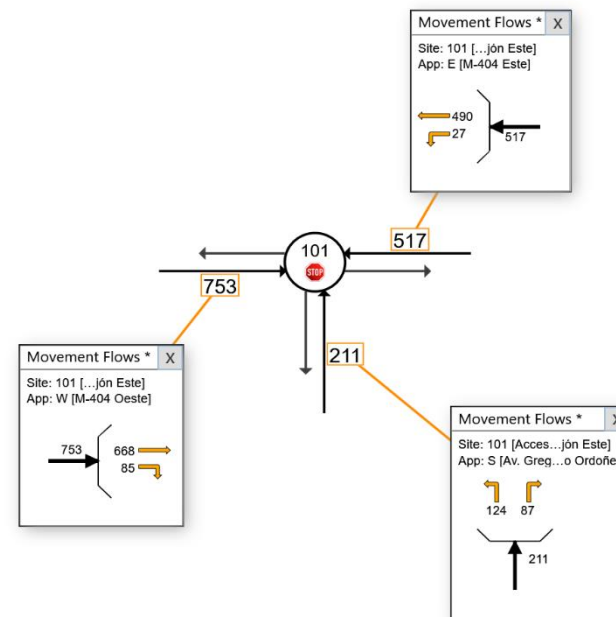 Movement Flows * X
Site: 101 [...jón Este]
App: E [M-404 Este]
490
27
517
101
STOP
517
753
211
Movement Flows * X
Site: 101 [...jón Este]
App: W [M-404 Oeste]
753
668
85
Movement Flows *
Site: 101 [Acces...jón Este]
App: S [Av. Greg...o Ordoñe
124 87
211